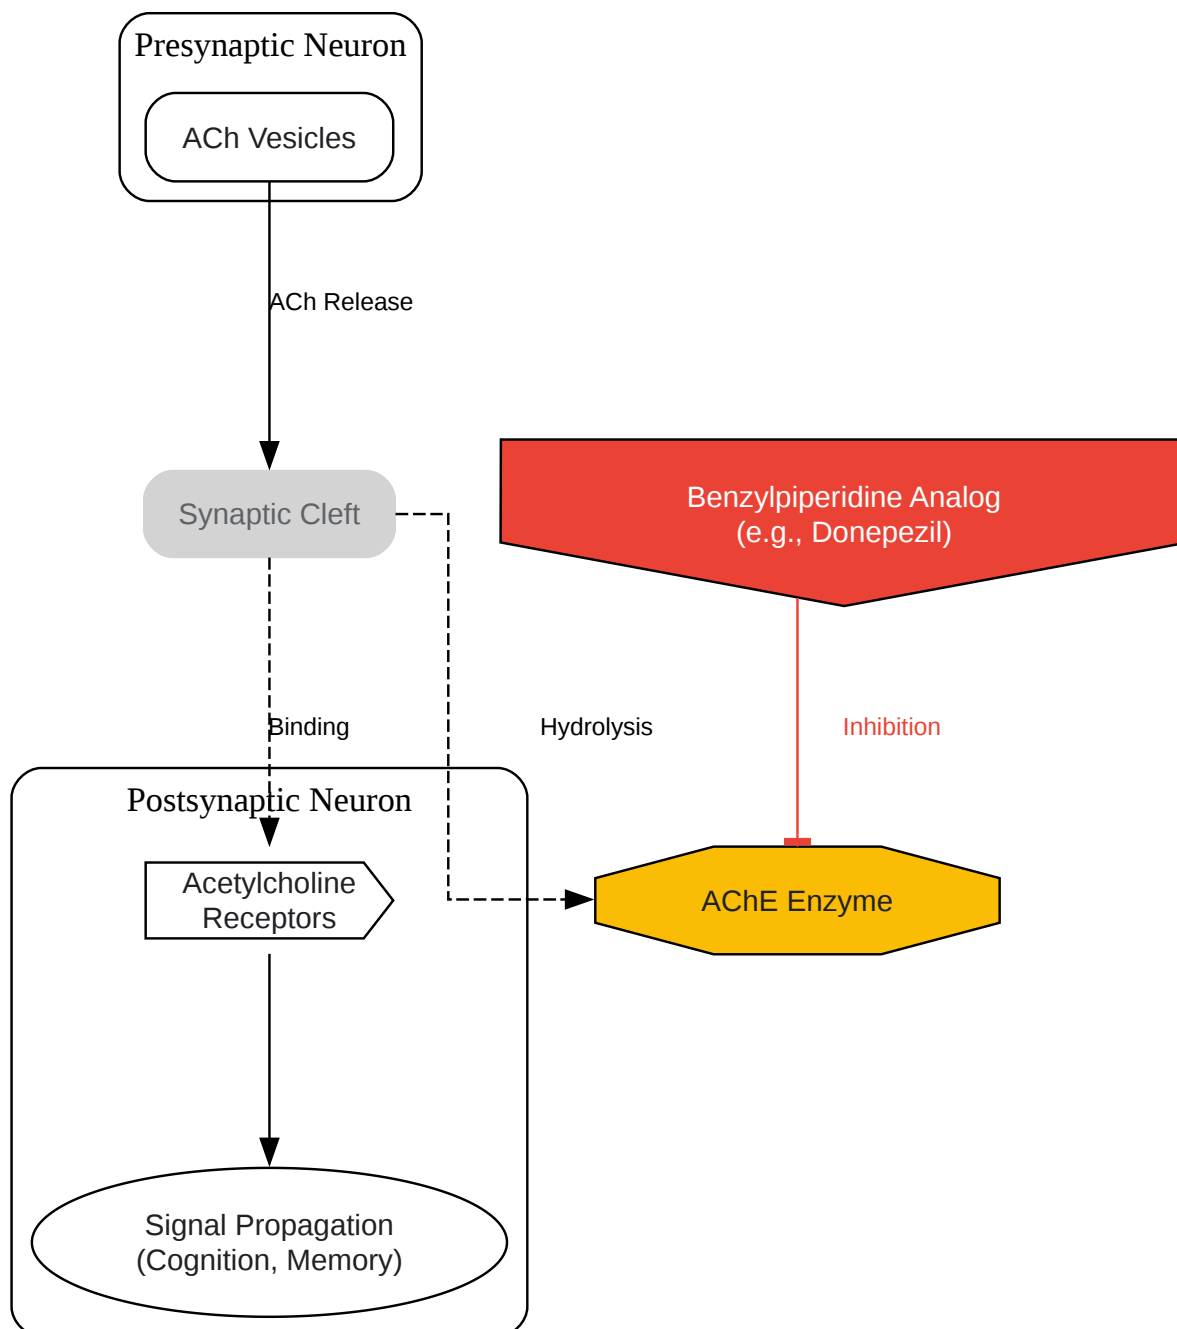 Presynaptic Neuron
ACh Vesicles
ACh Release
Synaptic Cleft
Benzylpiperidine Analog
(e.g., Donepezil)
Binding
Hydrolysis
Inhibition
Postsynaptic Neuron
Acetylcholine
Receptors
AChE Enzyme
Signal Propagation
(Cognition, Memory)